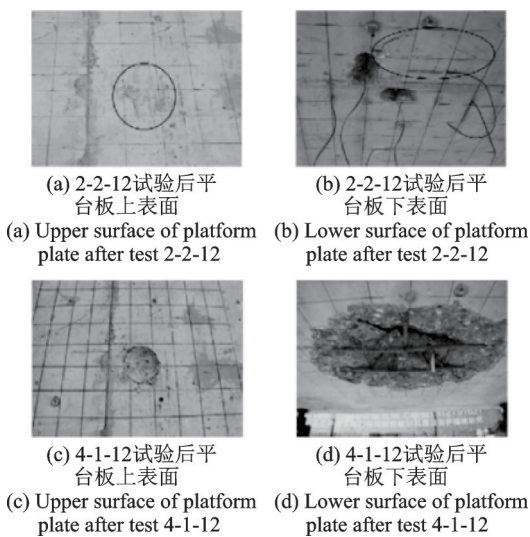 (a) 2-2-12试验后平
台板上表面
(a) Upper surface of platform
plate after test 2-2-12
(b) 2-2-12试验后平
台板下表面
(b) Lower surface of platform
plate after test 2-2-12
(c) 4-1-12试验后平
台板上表面
(c) Upper surface of platform
plate after test 4-1-12
(d) 4-1-12试验后平
台板下表面
(d) Lower surface of platform
plate after test 4-1-12